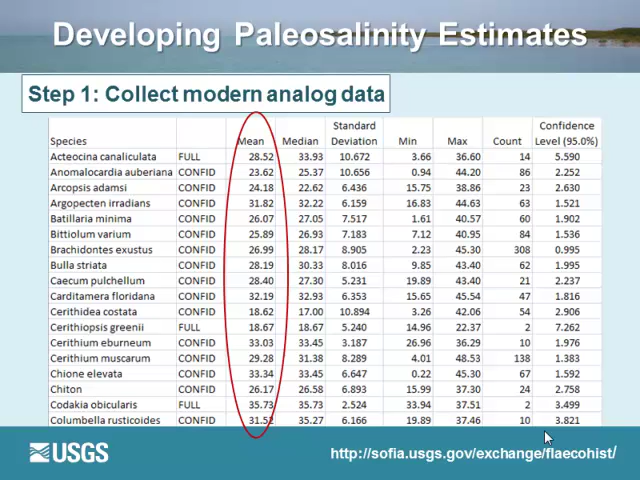 Developing Paleosalinity Estimates
Step 1: Collect modern analog data
Species Mean Median Standard Deviation Min Max Count Confidence Level (95.0%)
Acteocina canaliculata FULL 28.52 33.93 10.672 3.66 36.60 14 5.590
Anomalocardia auberiana CONFID 23.62 25.37 10.656 0.94 44.20 86 2.252
Arcopsis adamsi CONFID 24.18 22.62 6.436 15.75 38.86 23 2.630
Argopecten irradians CONFID 31.82 32.22 6.159 16.83 44.63 63 1.521
Batillaria minima CONFID 26.07 27.05 7.517 1.61 40.57 60 1.902
Bittiolum varium CONFID 25.89 26.93 7.183 7.12 40.95 84 1.536
Brachidontes exustus CONFID 26.99 28.17 8.905 2.23 45.30 308 0.995
Bulla striata CONFID 28.19 30.33 8.016 9.85 43.40 62 1.995
Caecum pulchellum CONFID 28.40 27.30 5.231 19.89 43.40 21 2.237
Carditamera floridana CONFID 32.19 32.93 6.353 15.65 45.54 47 1.816
Cerithidea costata CONFID 18.62 17.00 10.894 3.26 42.06 54 2.906
Cerithiopsis greenii FULL 18.67 18.67 5.240 14.96 22.37 2 7.262
Cerithium eburneum CONFID 33.03 33.45 3.187 26.96 36.29 10 1.976
Cerithium muscarum CONFID 29.28 31.38 8.289 4.01 48.53 138 1.383
Chione elevata CONFID 33.34 33.45 6.647 0.22 45.30 67 1.592
Chiton CONFID 26.17 26.58 6.893 15.99 37.30 24 2.758
Codakia obicularis FULL 35.73 35.73 2.524 33.94 37.51 2 3.499
Columbella rusticoides CONFID 31.52 35.27 6.166 19.89 37.46 10 3.821
USGS
http://sofia.usgs.gov/exchange/flaecohist/